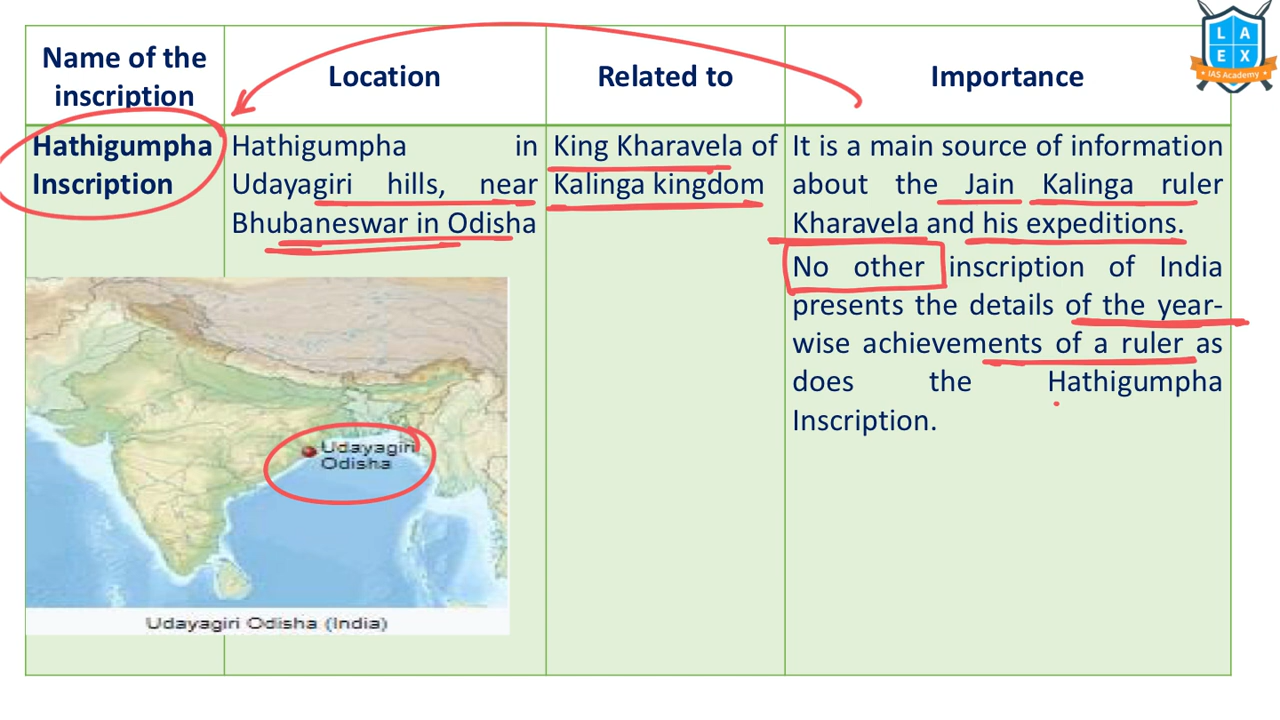 Name of the
inscription
Location
Related to
Importance
L A
E X
IAS Academy
Hathigumpha
Inscription
Hathigumpha in
Udayagiri hills, near
Bhubaneswar in Odisha
King Kharavela of
Kalinga kingdom
It is a main source of information
about the Jain Kalinga ruler
Kharavela and his expeditions.
No other inscription of India
presents the details of the year-
wise achievements of a ruler as
does the Hathigumpha
Inscription.
Udayagiri
Odisha
Udayagiri Odisha (India)